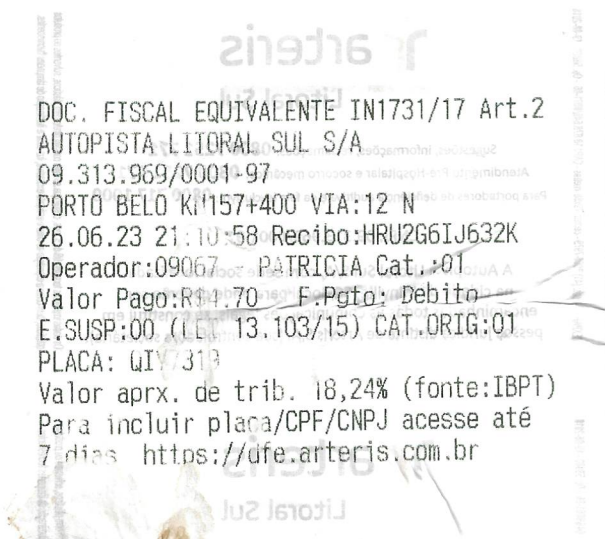 DOC. FISCAL EQUIVALENTE IN1731/17 Art.2
AUTOPISTA LITORAL SUL S/A
09.313.969/0001-97
PORTO BELO KM157+400 VIA:12 N
26.06.23 21:10:58 Recibo:HRU2G6IJ632K
Operador:09067 PATRICIA Cat.:01
Valor Pago:R$4.70 F.Pgto: Debito
E.SUSP:00 (LEI 13.103/15) CAT.ORIG:01
PLACA:
Valor aprx. de trib. 18,24% (fonte:IBPT)
Para incluir placa/CPF/CNPJ acesse até
7 dias https://dfe.arteris.com.br
arteris
Litoral Sul